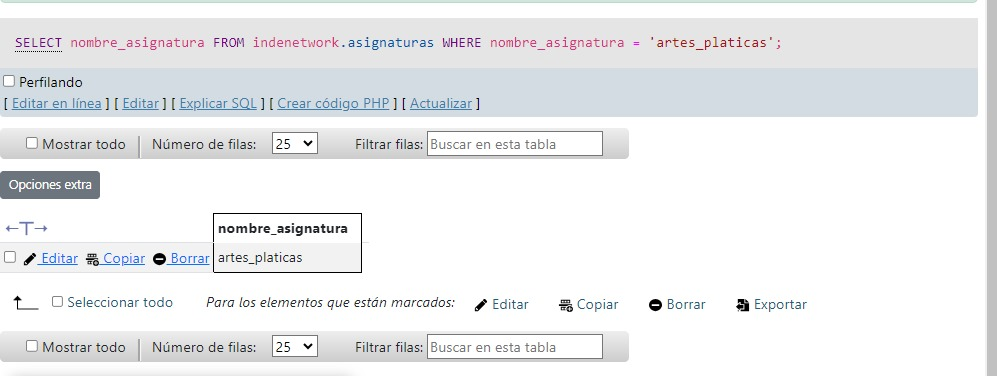 SELECT nombre_asignatura FROM indenetwork.asignaturas WHERE nombre_asignatura = 'artes_platicas';
Perfilando
[ Editar en línea ] [ Editar ] [ Explicar SQL ] [ Crear código PHP ] [ Actualizar ]
Mostrar todo Número de filas: 25 Filtrar filas: Buscar en esta tabla
Opciones extra
←T→ nombre_asignatura
Editar Copiar Borrar artes_platicas
Seleccionar todo Para los elementos que están marcados: Editar Copiar Borrar Exportar
Mostrar todo Número de filas: 25 Filtrar filas: Buscar en esta tabla